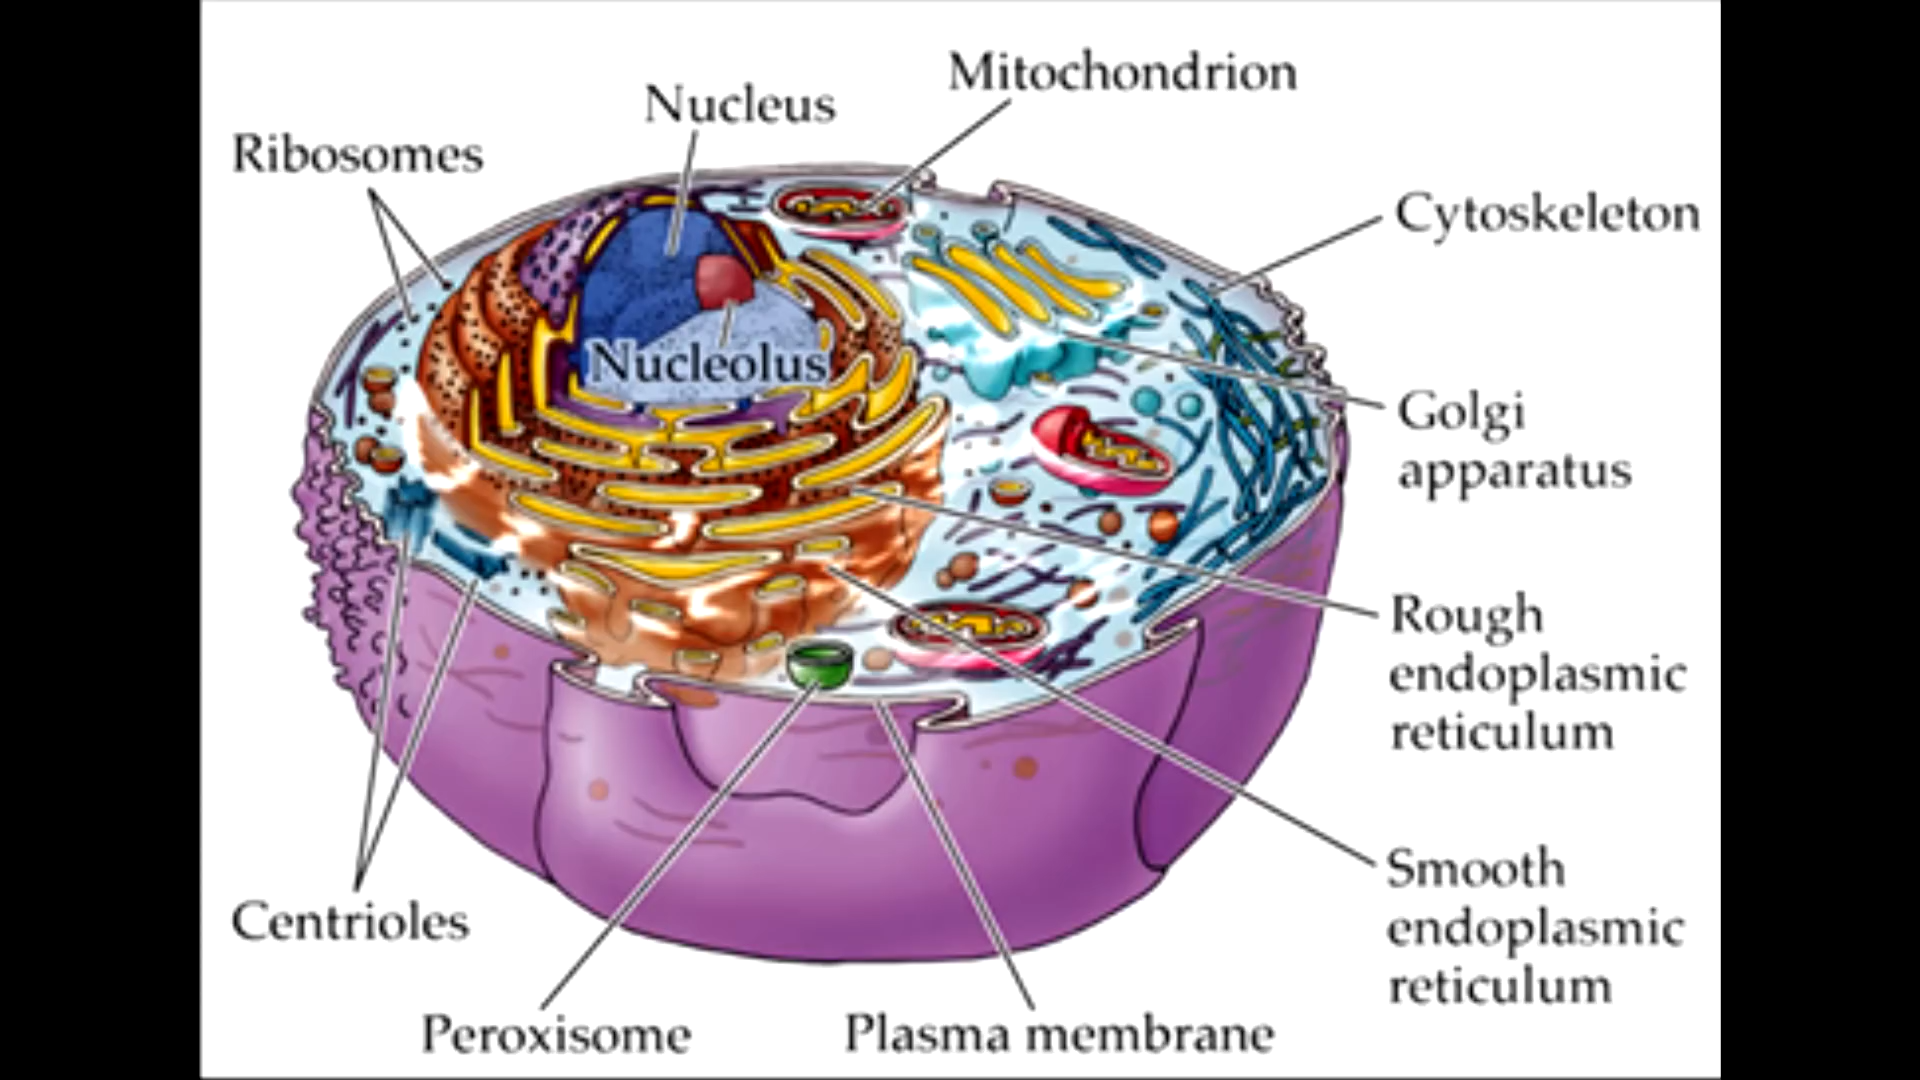 Mitochondrion
Nucleus
Ribosomes
Cytoskeleton
Nucleolus
Golgi
apparatus
Rough
endoplasmic
reticulum
Smooth
endoplasmic
reticulum
Centrioles
Peroxisome
Plasma membrane